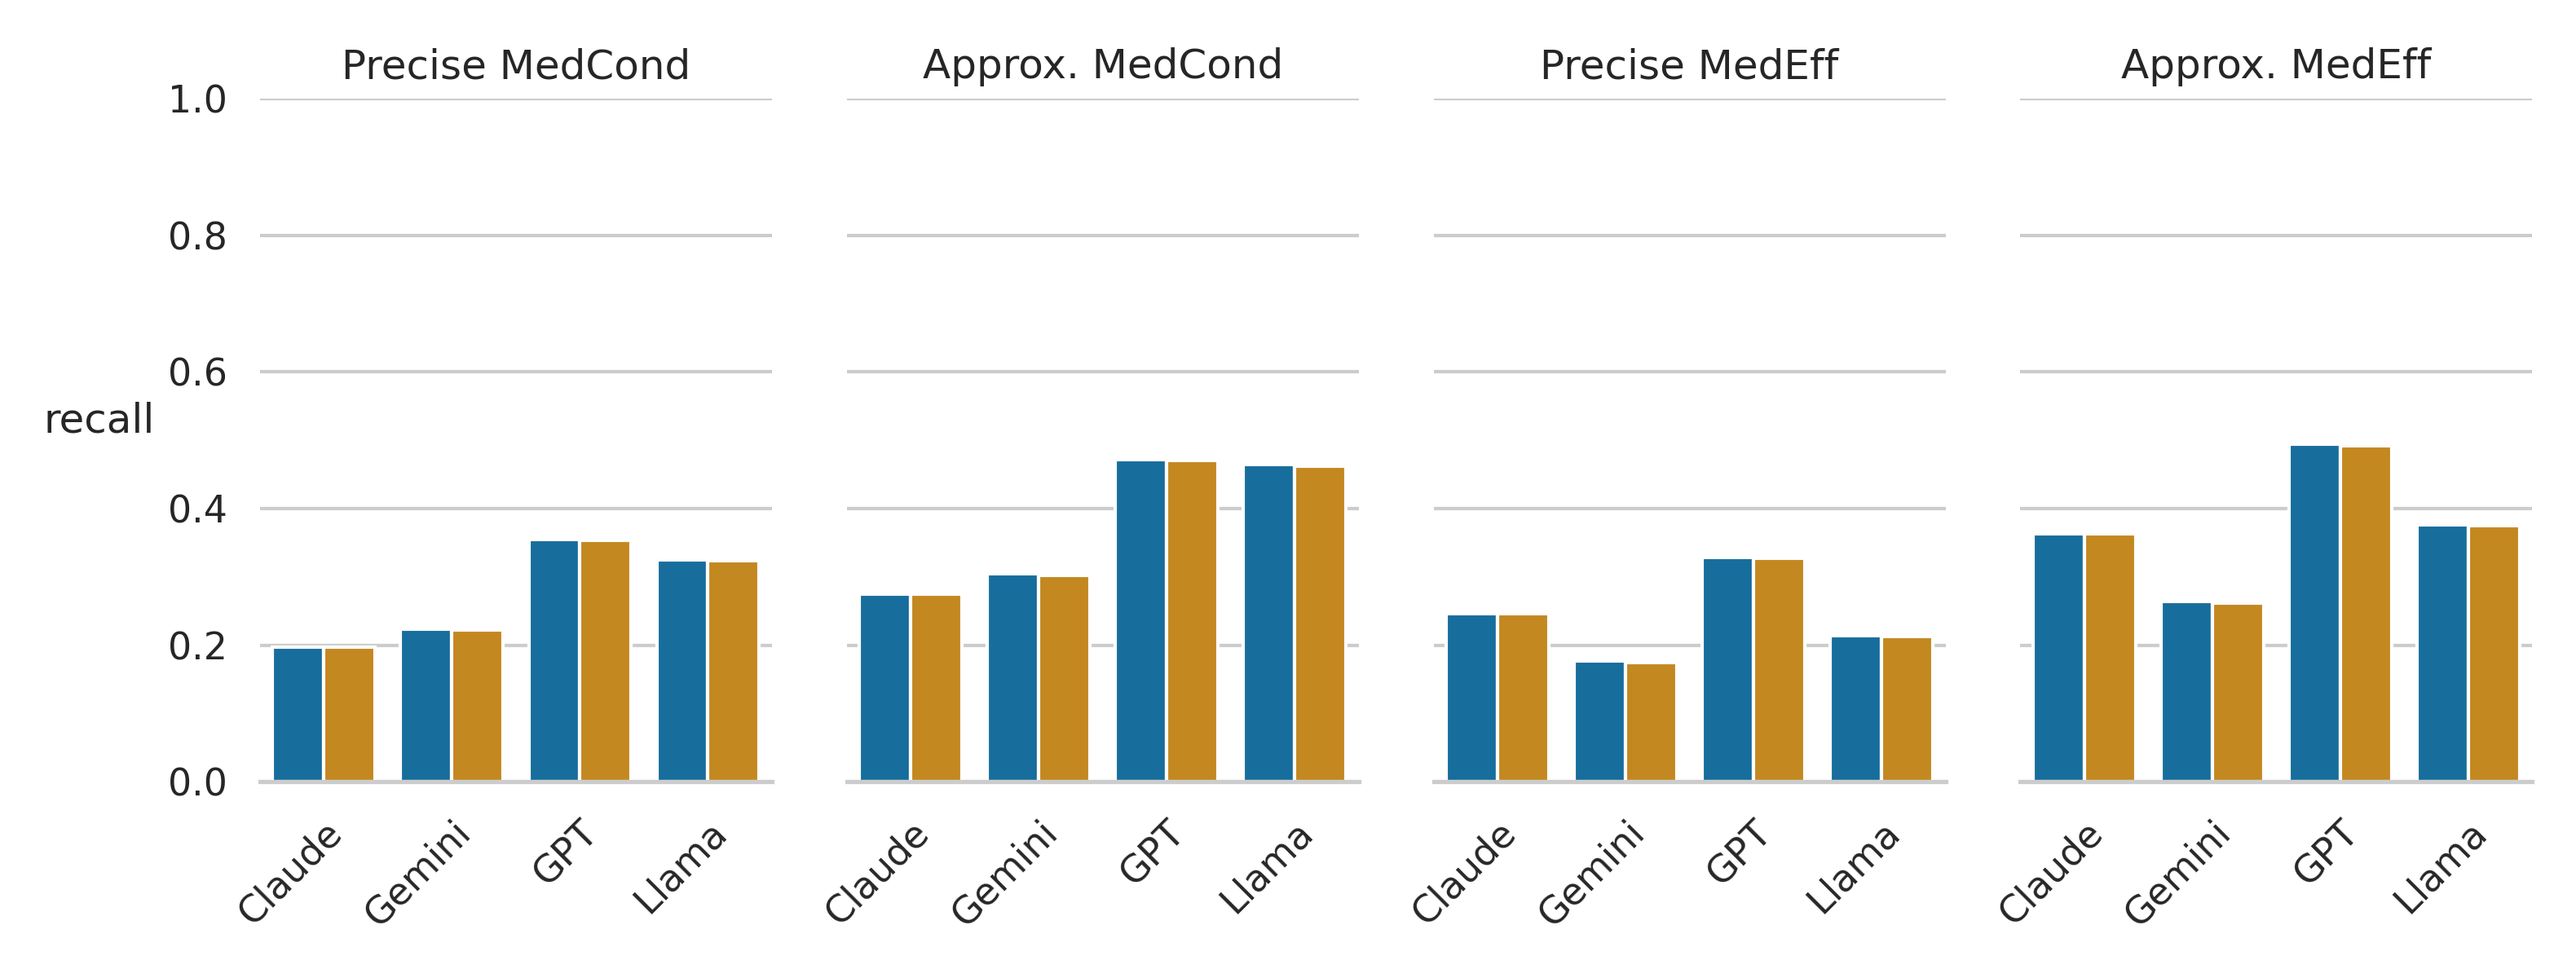 Precise MedCond
Approx. MedCond
Precise MedEff
Approx. MedEff
1.0
0.8
0.6
recall
0.4
0.2
0.0
Claude
Gemini
GPT
Llama
Claude
Gemini
GPT
Llama
Claude
Gemini
GPT
Llama
Claude
Gemini
GPT
Llama